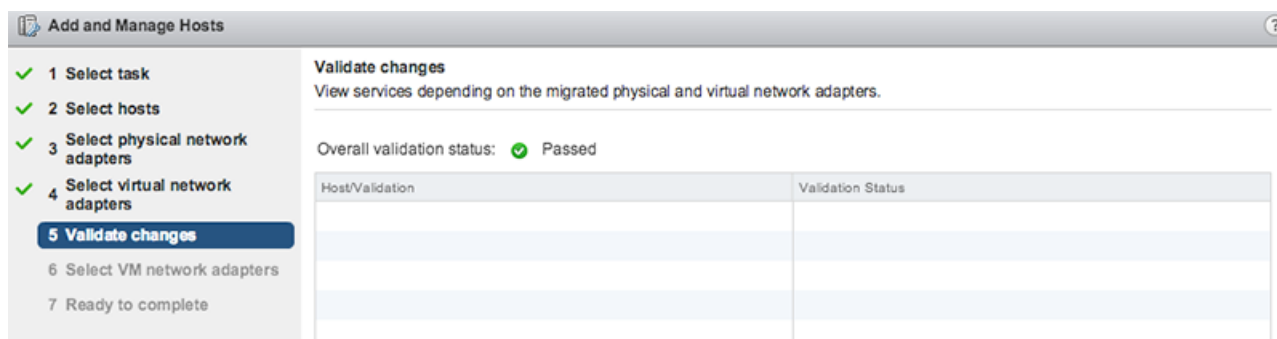 Add and Manage Hosts
?
1 Select task
2 Select hosts
3 Select physical network
adapters
4 Select virtual network
adapters
5 Validate changes
6 Select VM network adapters
7 Ready to complete
Validate changes
View services depending on the migrated physical and virtual network adapters.
Overall validation status: Passed
Host/Validation
Validation Status